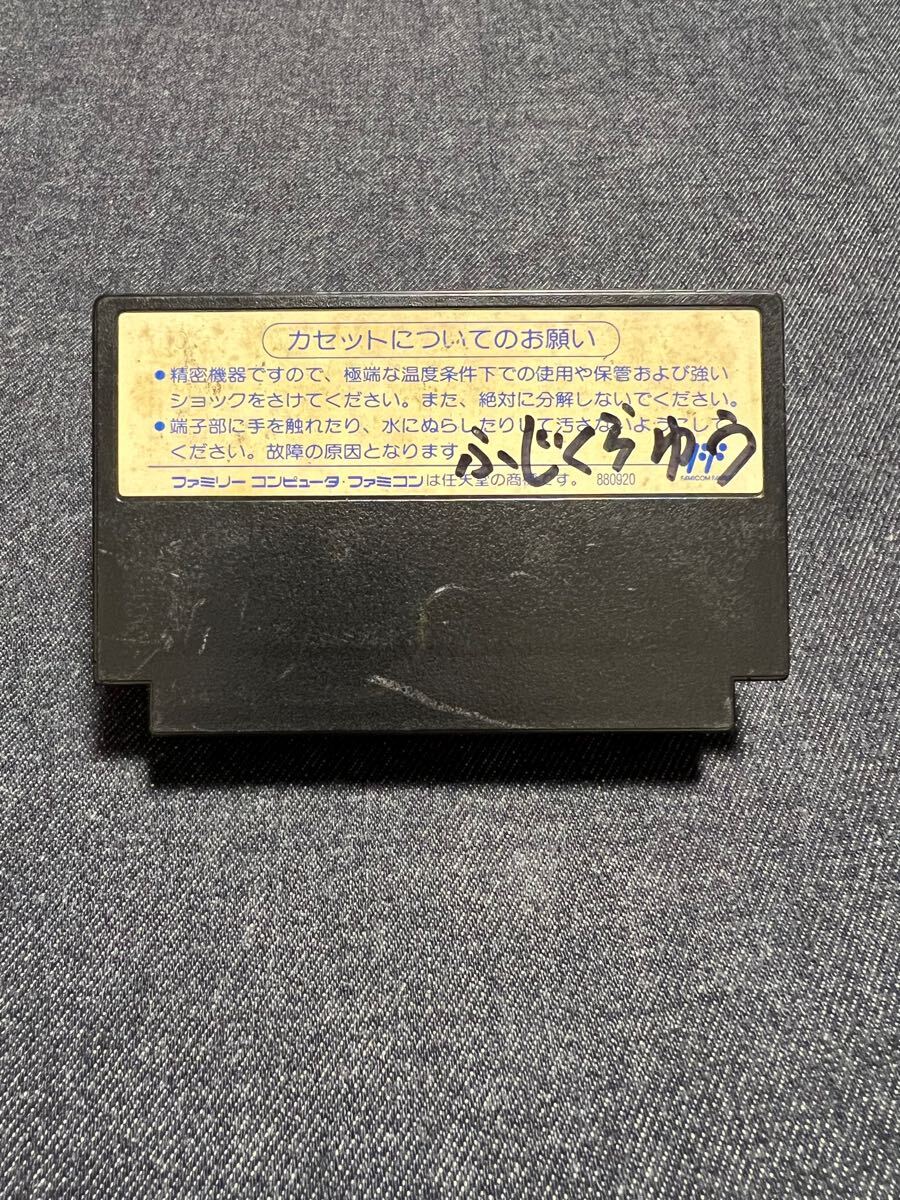 カセットについてのお願い
●精密機器ですので、極端な温度条件下での使用や保管および強い
ショックをさけてください。また、絶対に分解しないでください。
●端子部に手を触れたり、水にぬらしたりして汚さないようにして
ください。故障の原因となります。
ふじくらゆう
ファミリー コンピュータ・ファミコンは任天堂の商標です。 880920
FAMICOM